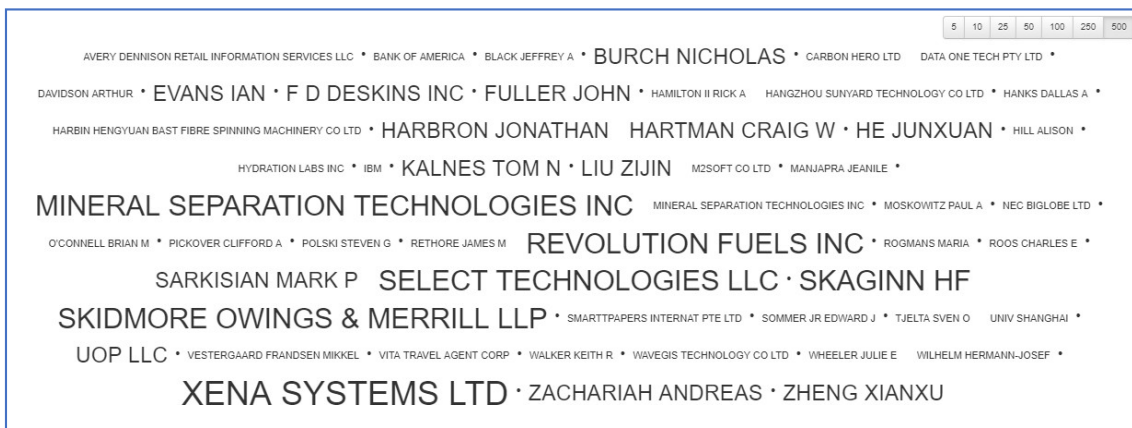 5 10 25 50 100 250 500
AVERY DENNISON RETAIL INFORMATION SERVICES LLC • BANK OF AMERICA • BLACK JEFFREY A • BURCH NICHOLAS • CARBON HERO LTD DATA ONE TECH PTY LTD •
DAVIDSON ARTHUR • EVANS IAN • F D DESKINS INC • FULLER JOHN • HAMILTON II RICK A HANGZHOU SUNYARD TECHNOLOGY CO LTD • HANKS DALLAS A •
HARBIN HENGYUAN BAST FIBRE SPINNING MACHINERY CO LTD • HARBRON JONATHAN HARTMAN CRAIG W • HE JUNXUAN • HILL ALISON •
HYDRATION LABS INC • IBM • KALNES TOM N • LIU ZIJIN M2SOFT CO LTD • MANJAPRA JEANILE •
MINERAL SEPARATION TECHNOLOGIES INC MINERAL SEPARATION TECHNOLOGIES INC • MOSKOWITZ PAUL A • NEC BIGLOBE LTD •
O'CONNELL BRIAN M • PICKOVER CLIFFORD A • POLSKI STEVEN G • RETHORE JAMES M REVOLUTION FUELS INC • ROGMANS MARIA • ROOS CHARLES E •
SARKISIAN MARK P SELECT TECHNOLOGIES LLC • SKAGINN HF
SKIDMORE OWINGS & MERRILL LLP • SMARTTPAPERS INTERNAT PTE LTD • SOMMER JR EDWARD J • TJELTA SVEN O UNIV SHANGHAI •
UOP LLC • VESTERGAARD FRANDSEN MIKKEL • VITA TRAVEL AGENT CORP • WALKER KEITH R • WAVEGIS TECHNOLOGY CO LTD • WHEELER JULIE E WILHELM HERMANN-JOSEF •
XENA SYSTEMS LTD • ZACHARIAH ANDREAS • ZHENG XIANXU